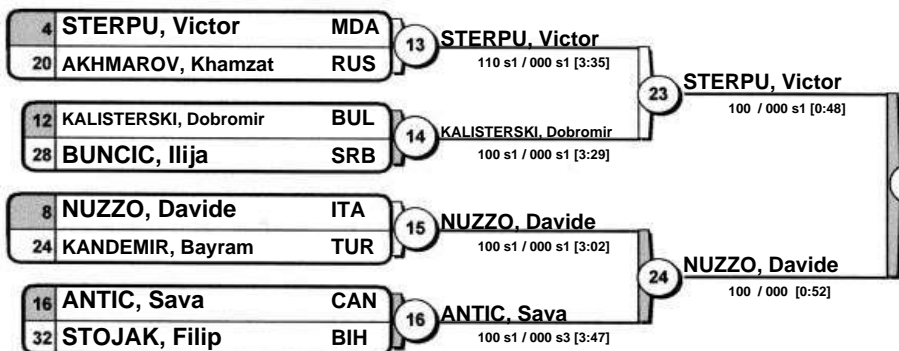 4 STERPU, Victor MDA
20 AKHMAROV, Khamzat RUS
13 STERPU, Victor
110 s1 / 000 s1 [3:35]
12 KALISTERSKI, Dobromir BUL
28 BUNCIC, Ilija SRB
14 KALISTERSKI, Dobromir
100 s1 / 000 s1 [3:29]
23 STERPU, Victor
100 / 000 s1 [0:48]
8 NUZZO, Davide ITA
24 KANDEMIR, Bayram TUR
15 NUZZO, Davide
100 s1 / 000 s1 [3:02]
16 ANTIC, Sava CAN
32 STOJAK, Filip BIH
16 ANTIC, Sava
100 s1 / 000 s3 [3:47]
24 NUZZO, Davide
100 / 000 [0:52]